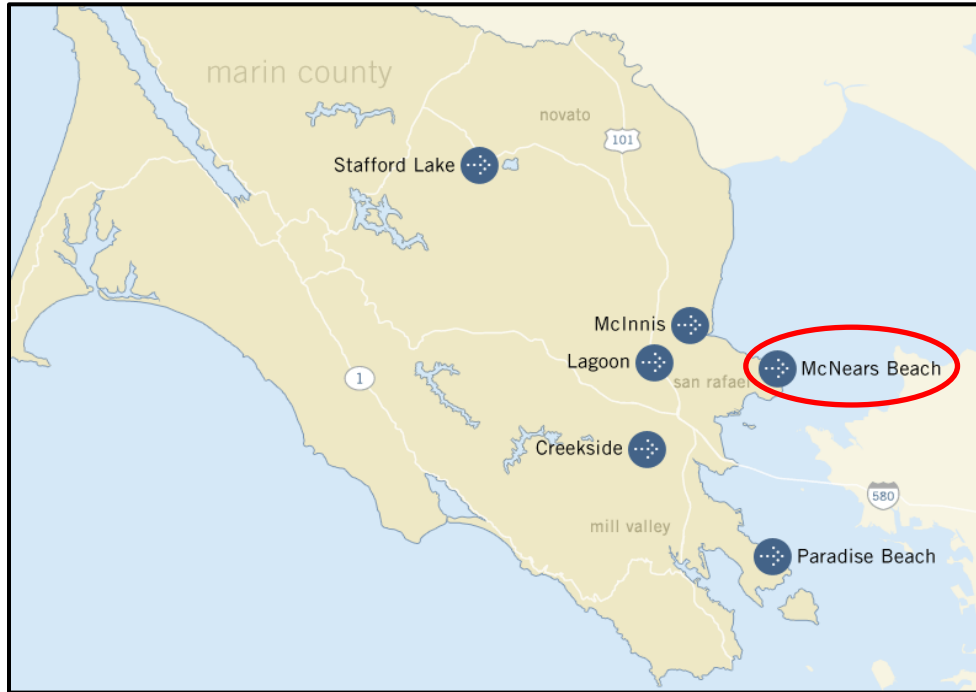 marin county
novato
101
Stafford Lake
McInnis
Lagoon
McNears Beach
1
san rafael
Creekside
580
mill valley
Paradise Beach